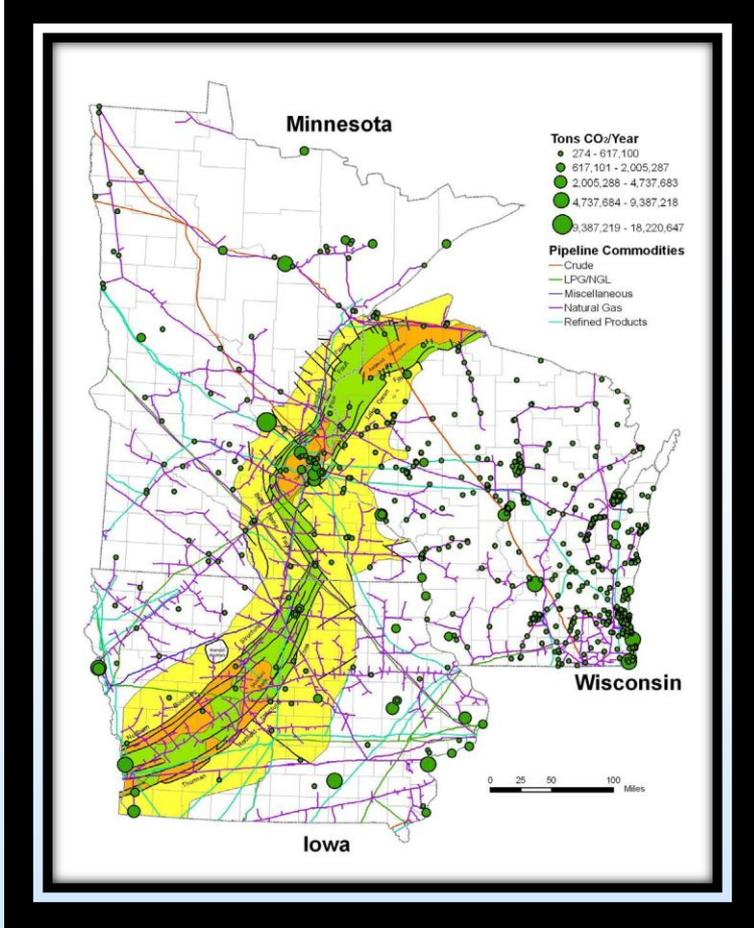 Minnesota
Tons CO2/Year
274 - 617,100
617,101 - 2,005,287
2,005,288 - 4,737,683
4,737,684 - 9,387,218
9,387,219 - 18,220,647
Pipeline Commodities
Crude
LPG/NGL
Miscellaneous
Natural Gas
Refined Products
Wisconsin
0 25 50 100
Miles
Northern
Thurman
Iowa